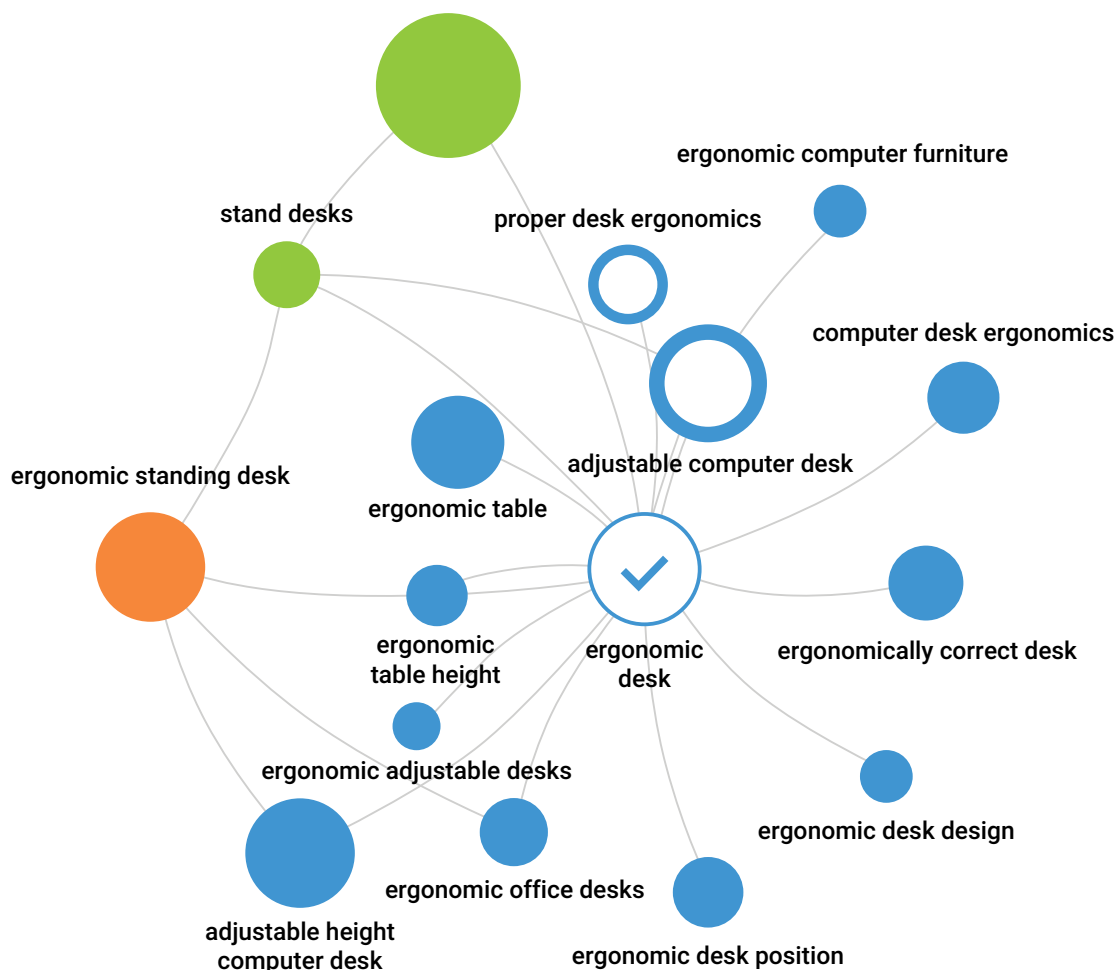 ergonomic computer furniture
stand desks
proper desk ergonomics
computer desk ergonomics
adjustable computer desk
ergonomic standing desk
ergonomic table
ergonomic
table height
ergonomic
desk
ergonomically correct desk
ergonomic adjustable desks
ergonomic desk design
ergonomic office desks
adjustable height
computer desk
ergonomic desk position